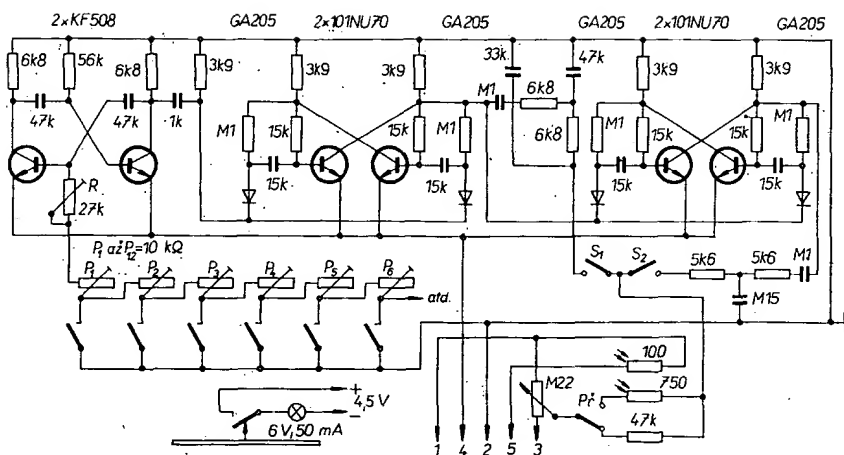 2×KF508
GA205
2×101NU70
GA205
GA205
2×101NU70
GA205
6k8
56k
6k8
3k9
3k9
3k9
33k
47k
3k9
3k9
47k
47k
1k
M1
15k
15k
M1
M1
6k8
6k8
M1
15k
15k
M1
15k
15k
15k
15k
R
27k
P1 až P12=10 kΩ
P1
P2
P3
P4
P5
P6
atd.
S1
S2
5k6
5k6
M1
M15
100
750
47k
M22
Př
+
4,5 V
–
6 V, 50 mA
1
4
2
5
3